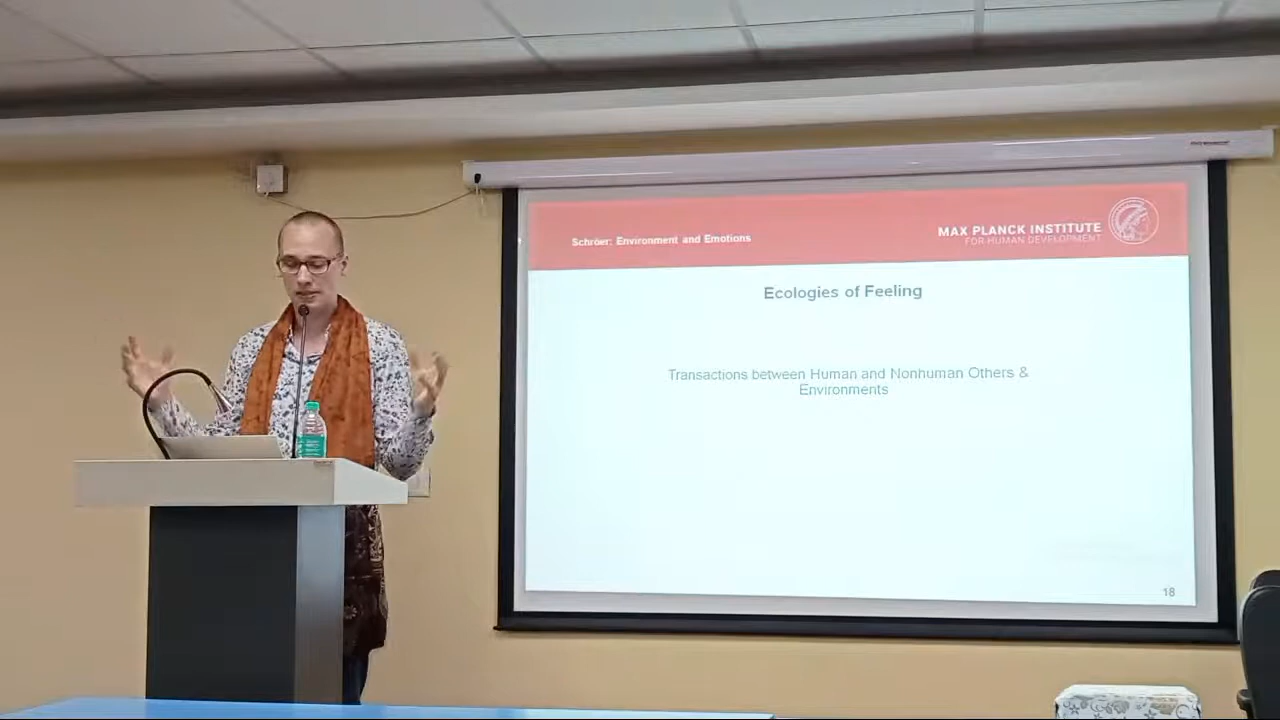 Schröer: Environment and Emotions
MAX PLANCK INSTITUTE
FOR HUMAN DEVELOPMENT
Ecologies of Feeling
Transactions between Human and Nonhuman Others &
Environments
18